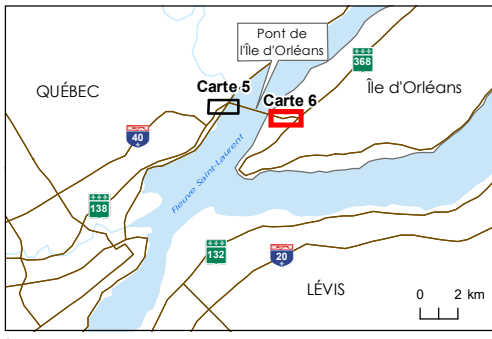 Pont de
l'Île d'Orléans
368
QUÉBEC
Carte 5
Île d'Orléans
Carte 6
40
Fleuve Saint-Laurent
138
132
20
LÉVIS
0 2 km